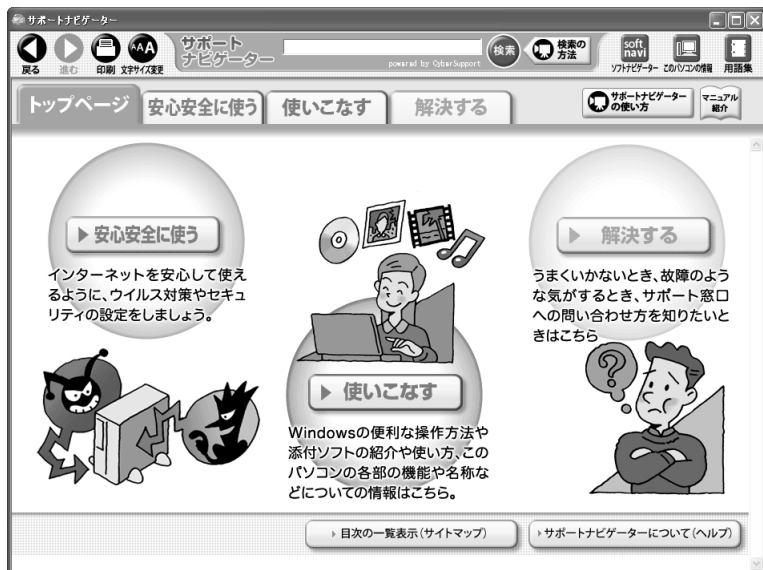 サポートナビゲーター
戻る
進む
印刷
AAA
文字サイズ変更
サポート
ナビゲーター
powered by CyberSupport
検索
検索の
方法
soft
navi
ソフトナビゲーター
このパソコンの情報
用語集
トップページ
安心安全に使う
使いこなす
解決する
サポートナビゲーター
の使い方
マニュアル
紹介
安心安全に使う
インターネットを安心して使え
るように、ウイルス対策やセキュ
リティの設定をしましょう。
使いこなす
Windowsの便利な操作方法や
添付ソフトの紹介や使い方、この
パソコンの各部の機能や名称な
どについての情報はこちら。
解決する
うまくいかないとき、故障のよう
な気がするとき、サポート窓口
への問い合わせ方を知りたいと
きはこちら
?
目次の一覧表示(サイトマップ)
サポートナビゲーターについて(ヘルプ)